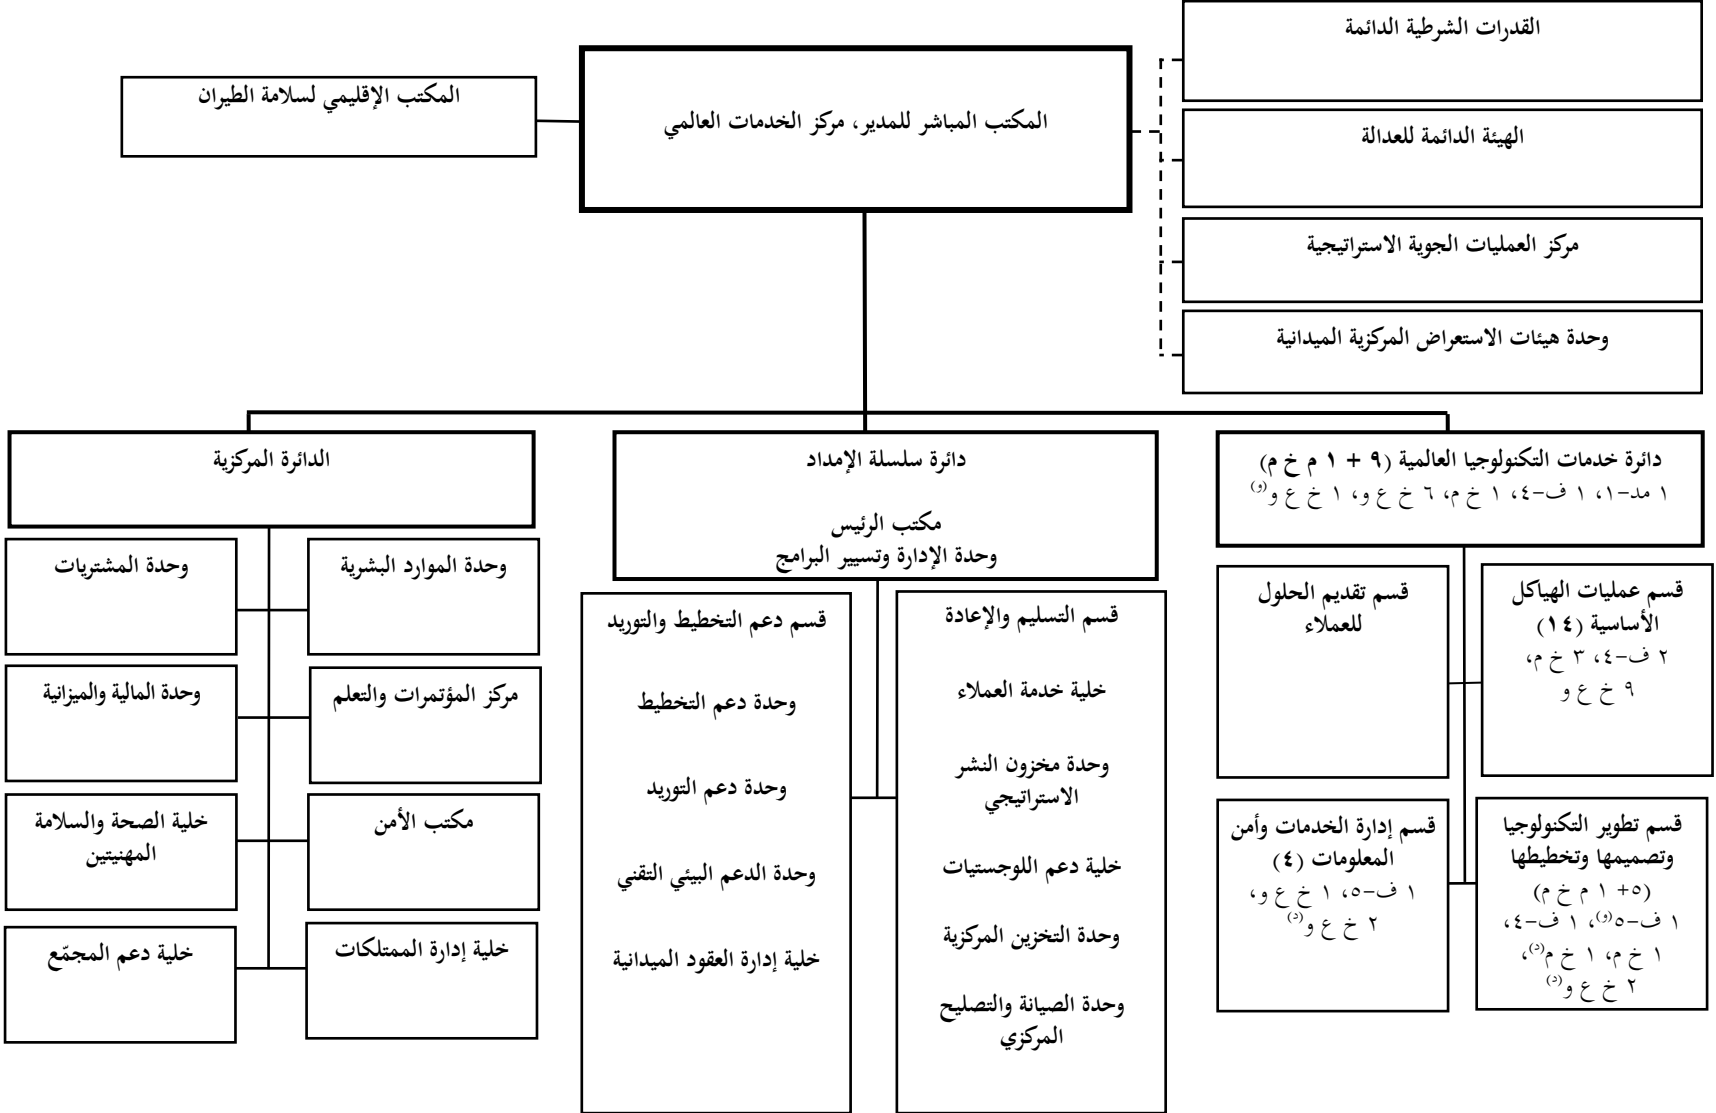 القدرات الشرطية الدائمة
المكتب الإقليمي لسلامة الطيران
المكتب المباشر للمدير، مركز الخدمات العالمي
الهيئة الدائمة للعدالة
مركز العمليات الجوية الاستراتيجية
وحدة هيئات الاستعراض المركزية الميدانية
دائرة خدمات التكنولوجيا العالمية (٩ + ١ م خ م)
١ مد-١، ١ ف-٤، ١ خ م، ٦ خ ع و، ١ خ ع و(و)
قسم عمليات الهياكل
الأساسية (١٤)
٢ ف-٤، ٣ خ م،
٩ خ ع و
قسم تقديم الحلول
للعملاء
قسم تطوير التكنولوجيا
وتصميمها وتخطيطها
(٥+ ١ م خ م)
١ ف-٥(و)، ١ ف-٤،
١ خ م، ١ خ م(د)،
٢ خ ع و(د)
قسم إدارة الخدمات وأمن
المعلومات (٤)
١ ف-٥، ١ خ ع و،
٢ خ ع و(د)
دائرة سلسلة الإمداد
مكتب الرئيس
وحدة الإدارة وتسيير البرامج
قسم التسليم والإعادة
خلية خدمة العملاء
وحدة مخزون النشر
الاستراتيجي
خلية دعم اللوجستيات
وحدة التخزين المركزية
وحدة الصيانة والتصليح
المركزي
قسم دعم التخطيط والتوريد
وحدة دعم التخطيط
وحدة دعم التوريد
وحدة الدعم البيئي التقني
خلية إدارة العقود الميدانية
الدائرة المركزية
وحدة الموارد البشرية
وحدة المشتريات
مركز المؤتمرات والتعلم
وحدة المالية والميزانية
مكتب الأمن
خلية الصحة والسلامة
المهنيتين
خلية إدارة الممتلكات
خلية دعم المجمّع